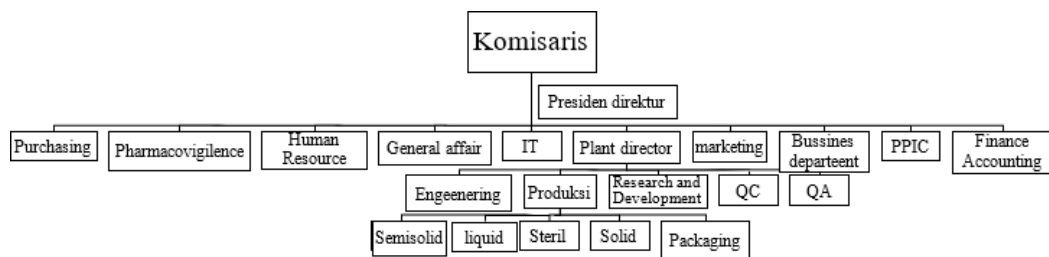 Komisaris
Presiden direktur
Purchasing
Pharmacovigilence
Human
Resource
General affair
IT
Plant director
marketing
Bussines
departeent
PPIC
Finance
Accounting
Engeenering
Produksi
Research and
Development
QC
QA
Semisolid
liquid
Steril
Solid
Packaging